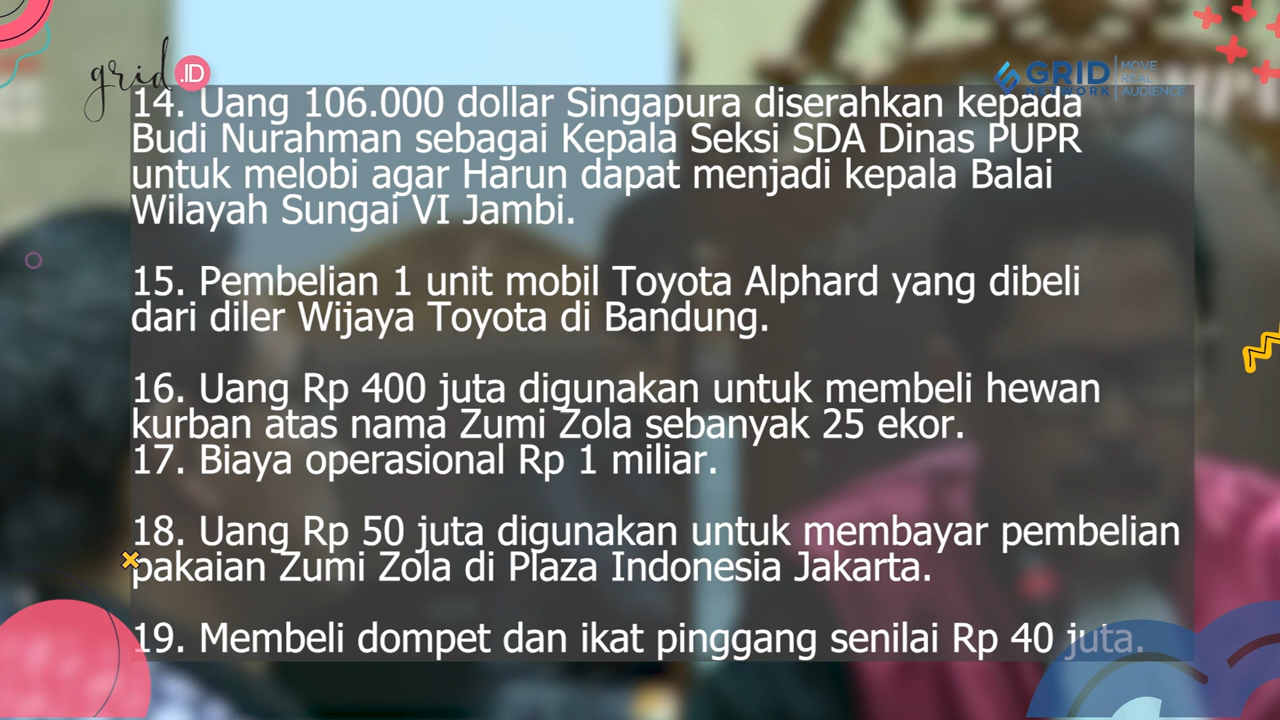 grid.ID
GRID
NETWORK
MOVE
REAL
AUDIENCE
14. Uang 106.000 dollar Singapura diserahkan kepada
Budi Nurahman sebagai Kepala Seksi SDA Dinas PUPR
untuk melobi agar Harun dapat menjadi kepala Balai
Wilayah Sungai VI Jambi.
15. Pembelian 1 unit mobil Toyota Alphard yang dibeli
dari diler Wijaya Toyota di Bandung.
16. Uang Rp 400 juta digunakan untuk membeli hewan
kurban atas nama Zumi Zola sebanyak 25 ekor.
17. Biaya operasional Rp 1 miliar.
18. Uang Rp 50 juta digunakan untuk membayar pembelian
pakaian Zumi Zola di Plaza Indonesia Jakarta.
19. Membeli dompet dan ikat pinggang senilai Rp 40 juta.